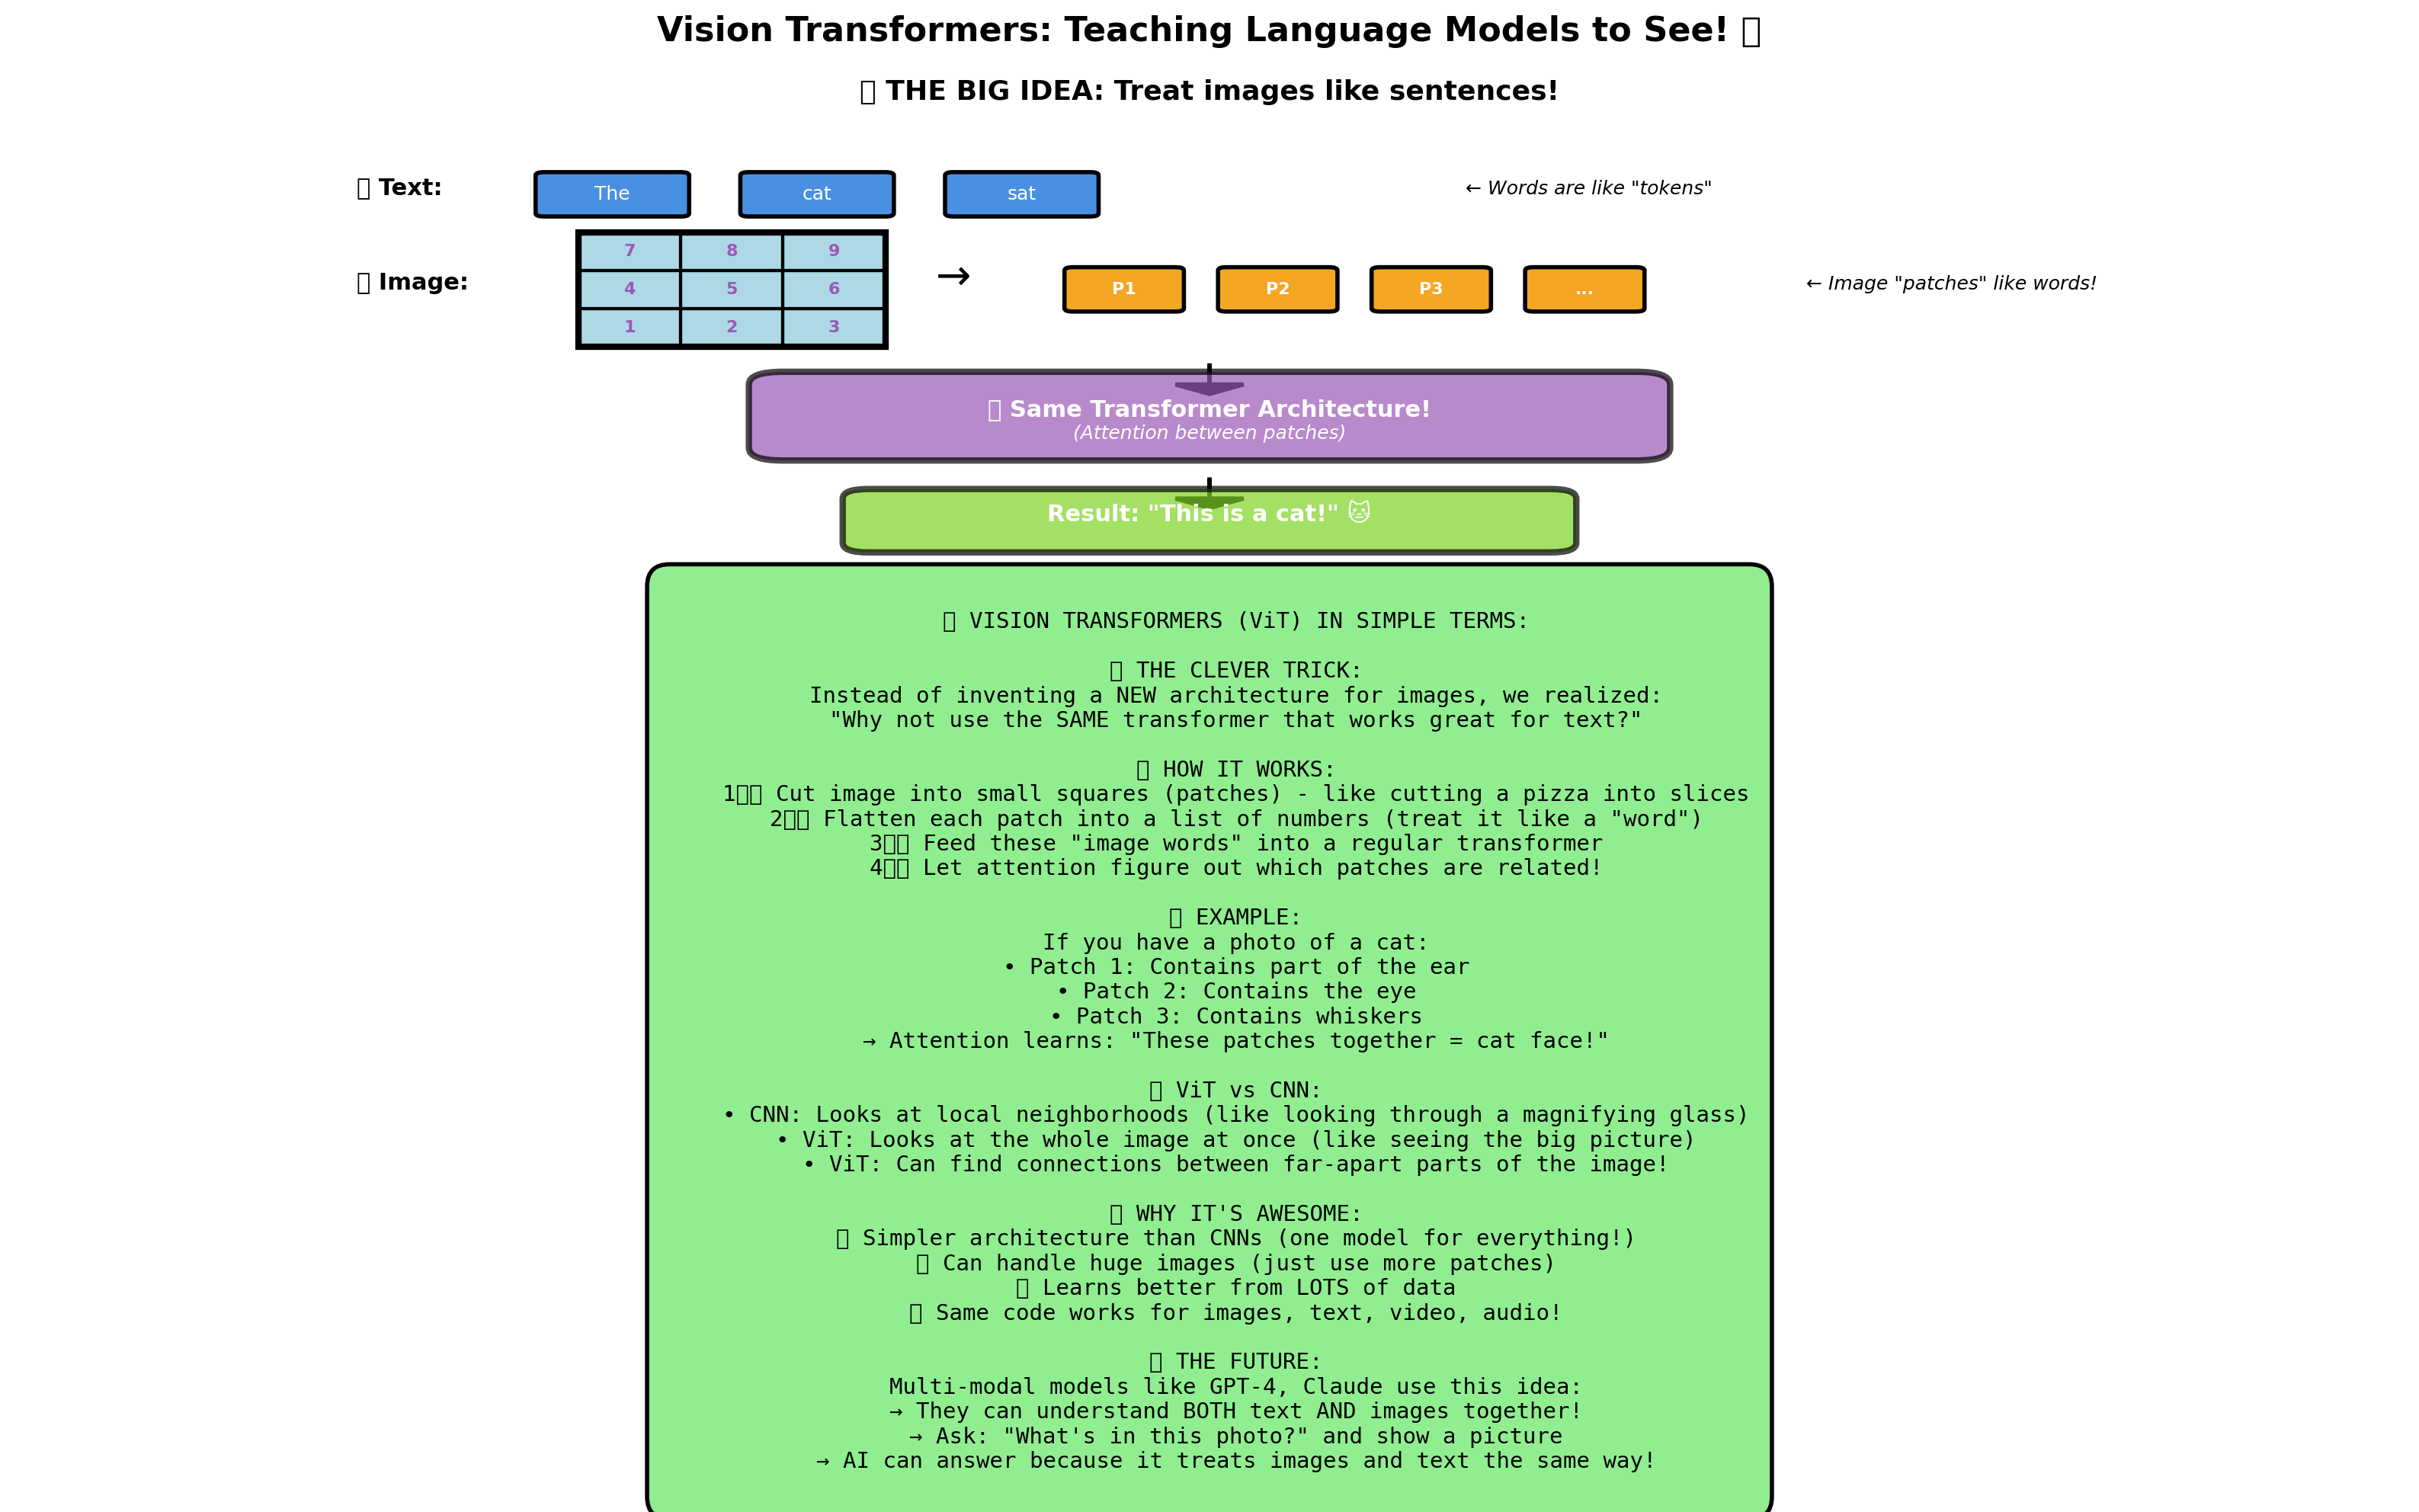 Vision Transformers: Teaching Language Models to See! ▯
▯ THE BIG IDEA: Treat images like sentences!
▯ Text: The cat sat ← Words are like "tokens"
7 8 9
▯ Image: 4 5 6 → P1 P2 P3 ... ← Image "patches" like words!
1 2 3
▯ Same Transformer Architecture!
(Attention between patches)
Result: "This is a cat!" 🐱
▯ VISION TRANSFORMERS (ViT) IN SIMPLE TERMS:
▯ THE CLEVER TRICK:
Instead of inventing a NEW architecture for images, we realized:
"Why not use the SAME transformer that works great for text?"
▯ HOW IT WORKS:
1▯▯ Cut image into small squares (patches) - like cutting a pizza into slices
2▯▯ Flatten each patch into a list of numbers (treat it like a "word")
3▯▯ Feed these "image words" into a regular transformer
4▯▯ Let attention figure out which patches are related!
▯ EXAMPLE:
If you have a photo of a cat:
• Patch 1: Contains part of the ear
• Patch 2: Contains the eye
• Patch 3: Contains whiskers
→ Attention learns: "These patches together = cat face!"
▯ ViT vs CNN:
• CNN: Looks at local neighborhoods (like looking through a magnifying glass)
• ViT: Looks at the whole image at once (like seeing the big picture)
• ViT: Can find connections between far-apart parts of the image!
▯ WHY IT'S AWESOME:
▯ Simpler architecture than CNNs (one model for everything!)
▯ Can handle huge images (just use more patches)
▯ Learns better from LOTS of data
▯ Same code works for images, text, video, audio!
▯ THE FUTURE:
Multi-modal models like GPT-4, Claude use this idea:
→ They can understand BOTH text AND images together!
→ Ask: "What's in this photo?" and show a picture
→ AI can answer because it treats images and text the same way!